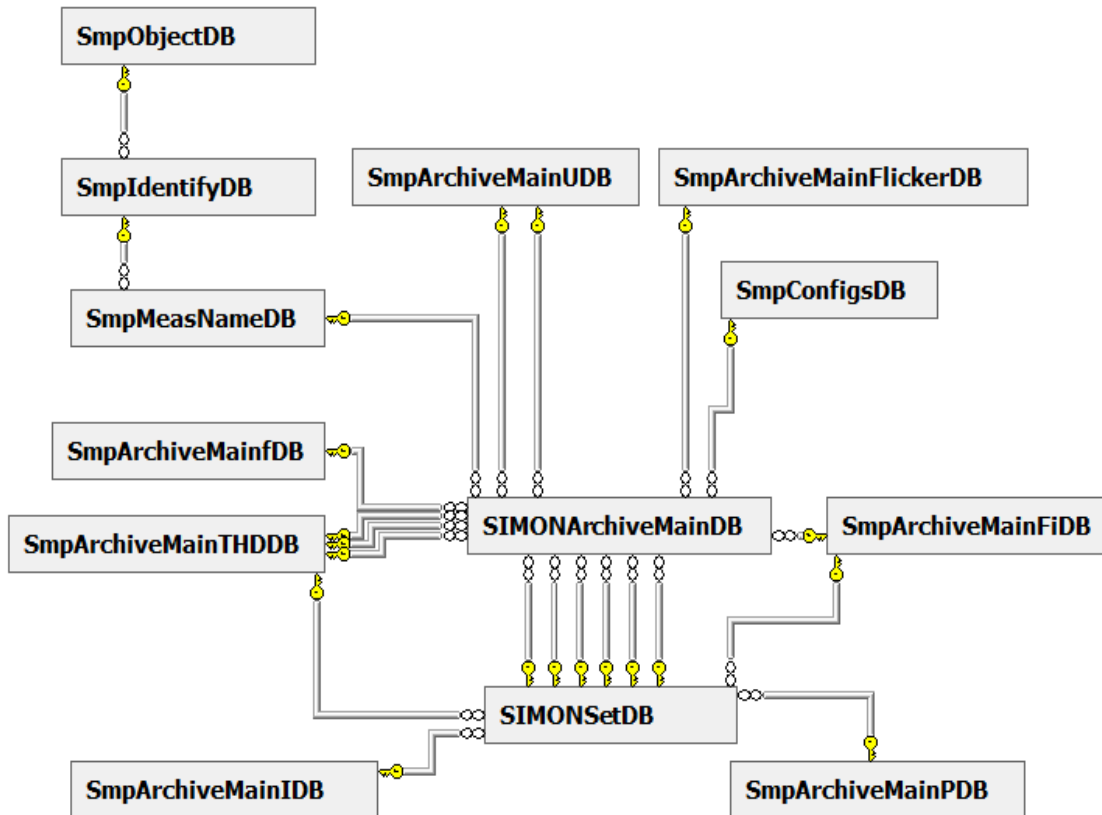 SmpObjectDB
SmpIdentifyDB
SmpArchiveMainUDB
SmpArchiveMainFlickerDB
SmpConfigsDB
SmpMeasNameDB
SmpArchiveMainfDB
SIMONArchiveMainDB
SmpArchiveMainFiDB
SmpArchiveMainTHDDB
SIMONSetDB
SmpArchiveMainIDB
SmpArchiveMainPDB